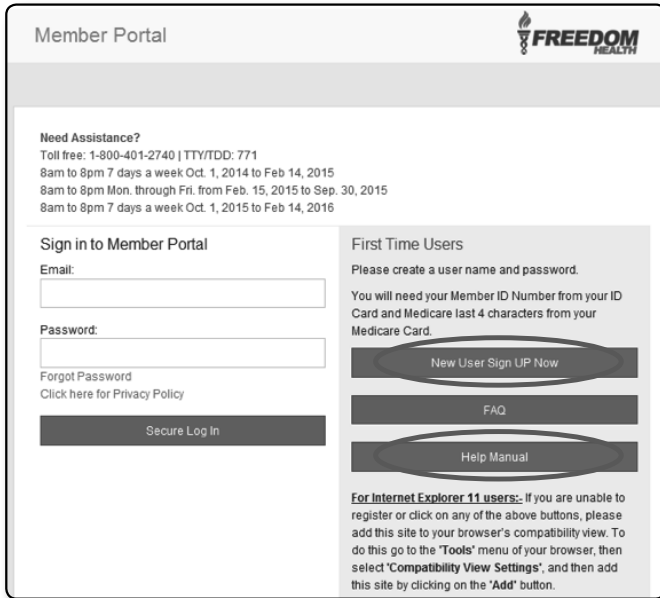 Member Portal
FREEDOM
HEALTH
Need Assistance?
Toll free: 1-800-401-2740 | TTY/TDD: 771
8am to 8pm 7 days a week Oct. 1, 2014 to Feb 14, 2015
8am to 8pm Mon. through Fri. from Feb. 15, 2015 to Sep. 30, 2015
8am to 8pm 7 days a week Oct. 1, 2015 to Feb 14, 2016
Sign in to Member Portal
Email:
Password:
Forgot Password
Click here for Privacy Policy
Secure Log In
First Time Users
Please create a user name and password.
You will need your Member ID Number from your ID
Card and Medicare last 4 characters from your
Medicare Card.
New User Sign UP Now
FAQ
Help Manual
For Internet Explorer 11 users:- If you are unable to
register or click on any of the above buttons, please
add this site to your browser's compatibility view. To
do this go to the 'Tools' menu of your browser, then
select 'Compatibility View Settings', and then add
this site by clicking on the 'Add' button.